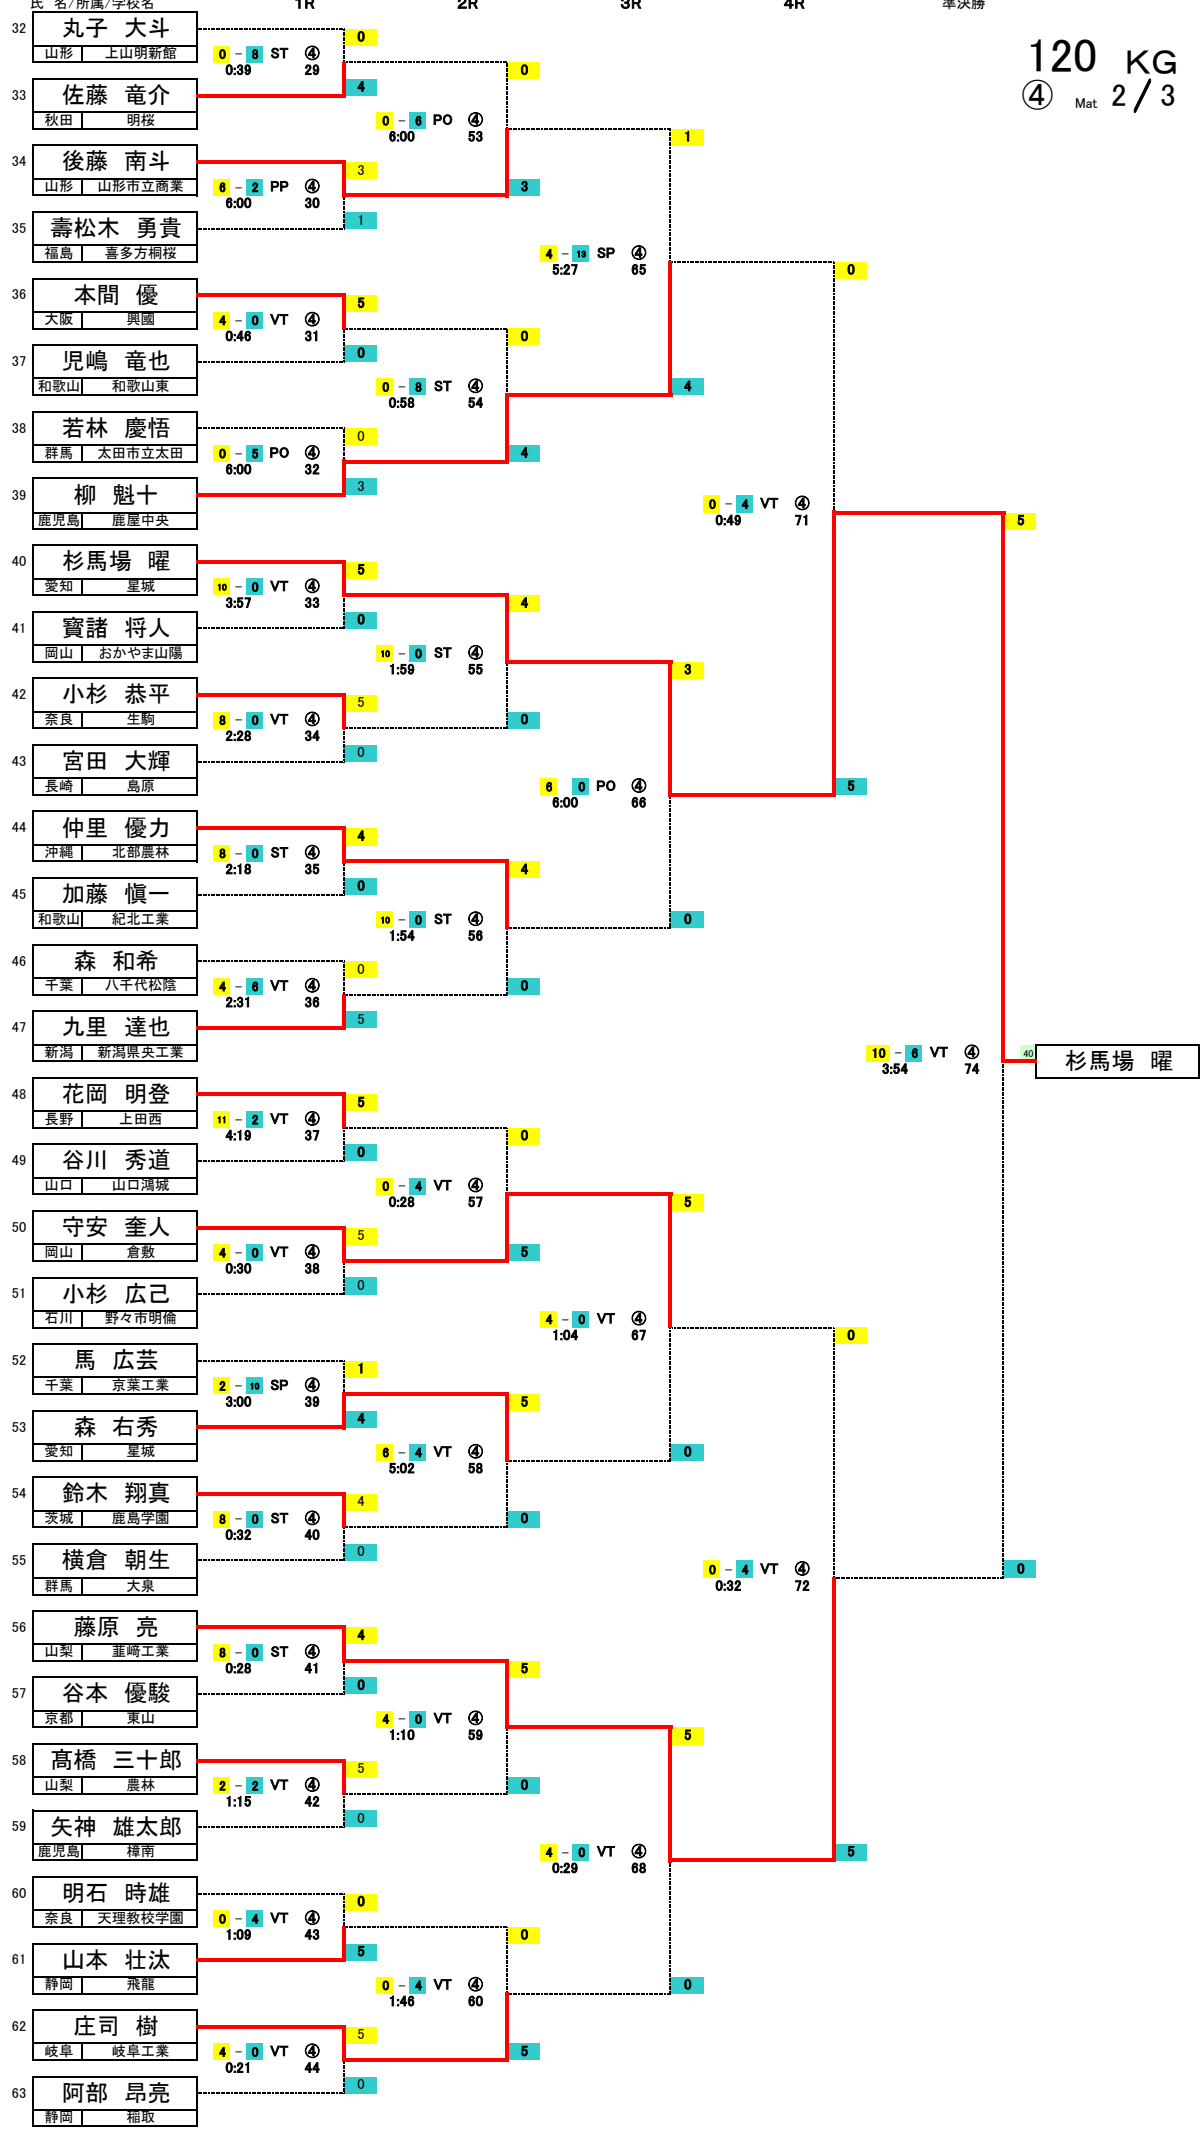 氏 名/所属/学校名 1R 2R 3R 4R 準決勝
120 KG
④ Mat 2 / 3
32 丸子 大斗
山形 上山明新館
33 佐藤 竜介
秋田 明桜
34 後藤 南斗
山形 山形市立商業
35 壽松木 勇貴
福島 喜多方桐桜
36 本間 優
大阪 興國
37 児嶋 竜也
和歌山 和歌山東
38 若林 慶悟
群馬 太田市立太田
39 柳 魁十
鹿児島 鹿屋中央
40 杉馬場 曜
愛知 星城
41 寳諸 将人
岡山 おかやま山陽
42 小杉 恭平
奈良 生駒
43 宮田 大輝
長崎 島原
44 仲里 優力
沖縄 北部農林
45 加藤 愼一
和歌山 紀北工業
46 森 和希
千葉 八千代松陰
47 九里 達也
新潟 新潟県央工業
48 花岡 明登
長野 上田西
49 谷川 秀道
山口 山口鴻城
50 守安 奎人
岡山 倉敷
51 小杉 広己
石川 野々市明倫
52 馬 広芸
千葉 京葉工業
53 森 右秀
愛知 星城
54 鈴木 翔真
茨城 鹿島学園
55 横倉 朝生
群馬 大泉
56 藤原 亮
山梨 韮﨑工業
57 谷本 優駿
京都 東山
58 髙橋 三十郎
山梨 農林
59 矢神 雄太郎
鹿児島 樟南
60 明石 時雄
奈良 天理教校学園
61 山本 壮汰
静岡 飛龍
62 庄司 樹
岐阜 岐阜工業
63 阿部 昂亮
静岡 稲取
0
0 - 8 ST ④
0:39 29
4
3
6 - 2 PP ④
6:00 30
1
5
4 - 0 VT ④
0:46 31
0
0
0 - 5 PO ④
6:00 32
3
5
10 - 0 VT ④
3:57 33
0
5
8 - 0 VT ④
2:28 34
0
4
8 - 0 ST ④
2:18 35
0
0
4 - 6 VT ④
2:31 36
5
5
11 - 2 VT ④
4:19 37
0
5
4 - 0 VT ④
0:30 38
0
1
2 - 10 SP ④
3:00 39
4
4
8 - 0 ST ④
0:32 40
0
4
8 - 0 ST ④
0:28 41
0
5
2 - 2 VT ④
1:15 42
0
0
0 - 4 VT ④
1:09 43
5
5
4 - 0 VT ④
0:21 44
0
0
0 - 6 PO ④
6:00 53
3
0
0 - 8 ST ④
0:58 54
4
4
10 - 0 ST ④
1:59 55
0
4
10 - 0 ST ④
1:54 56
0
0
0 - 4 VT ④
0:28 57
5
5
6 - 4 VT ④
5:02 58
0
5
4 - 0 VT ④
1:10 59
0
0
0 - 4 VT ④
1:46 60
5
1
4 - 13 SP ④
5:27 65
4
3
6 0 PO ④
6:00 66
0
5
4 - 0 VT ④
1:04 67
0
5
4 - 0 VT ④
0:29 68
0
0
0 - 4 VT ④
0:49 71
5
0
0 - 4 VT ④
0:32 72
5
5
10 - 6 VT ④
3:54 74
0
40 杉馬場 曜